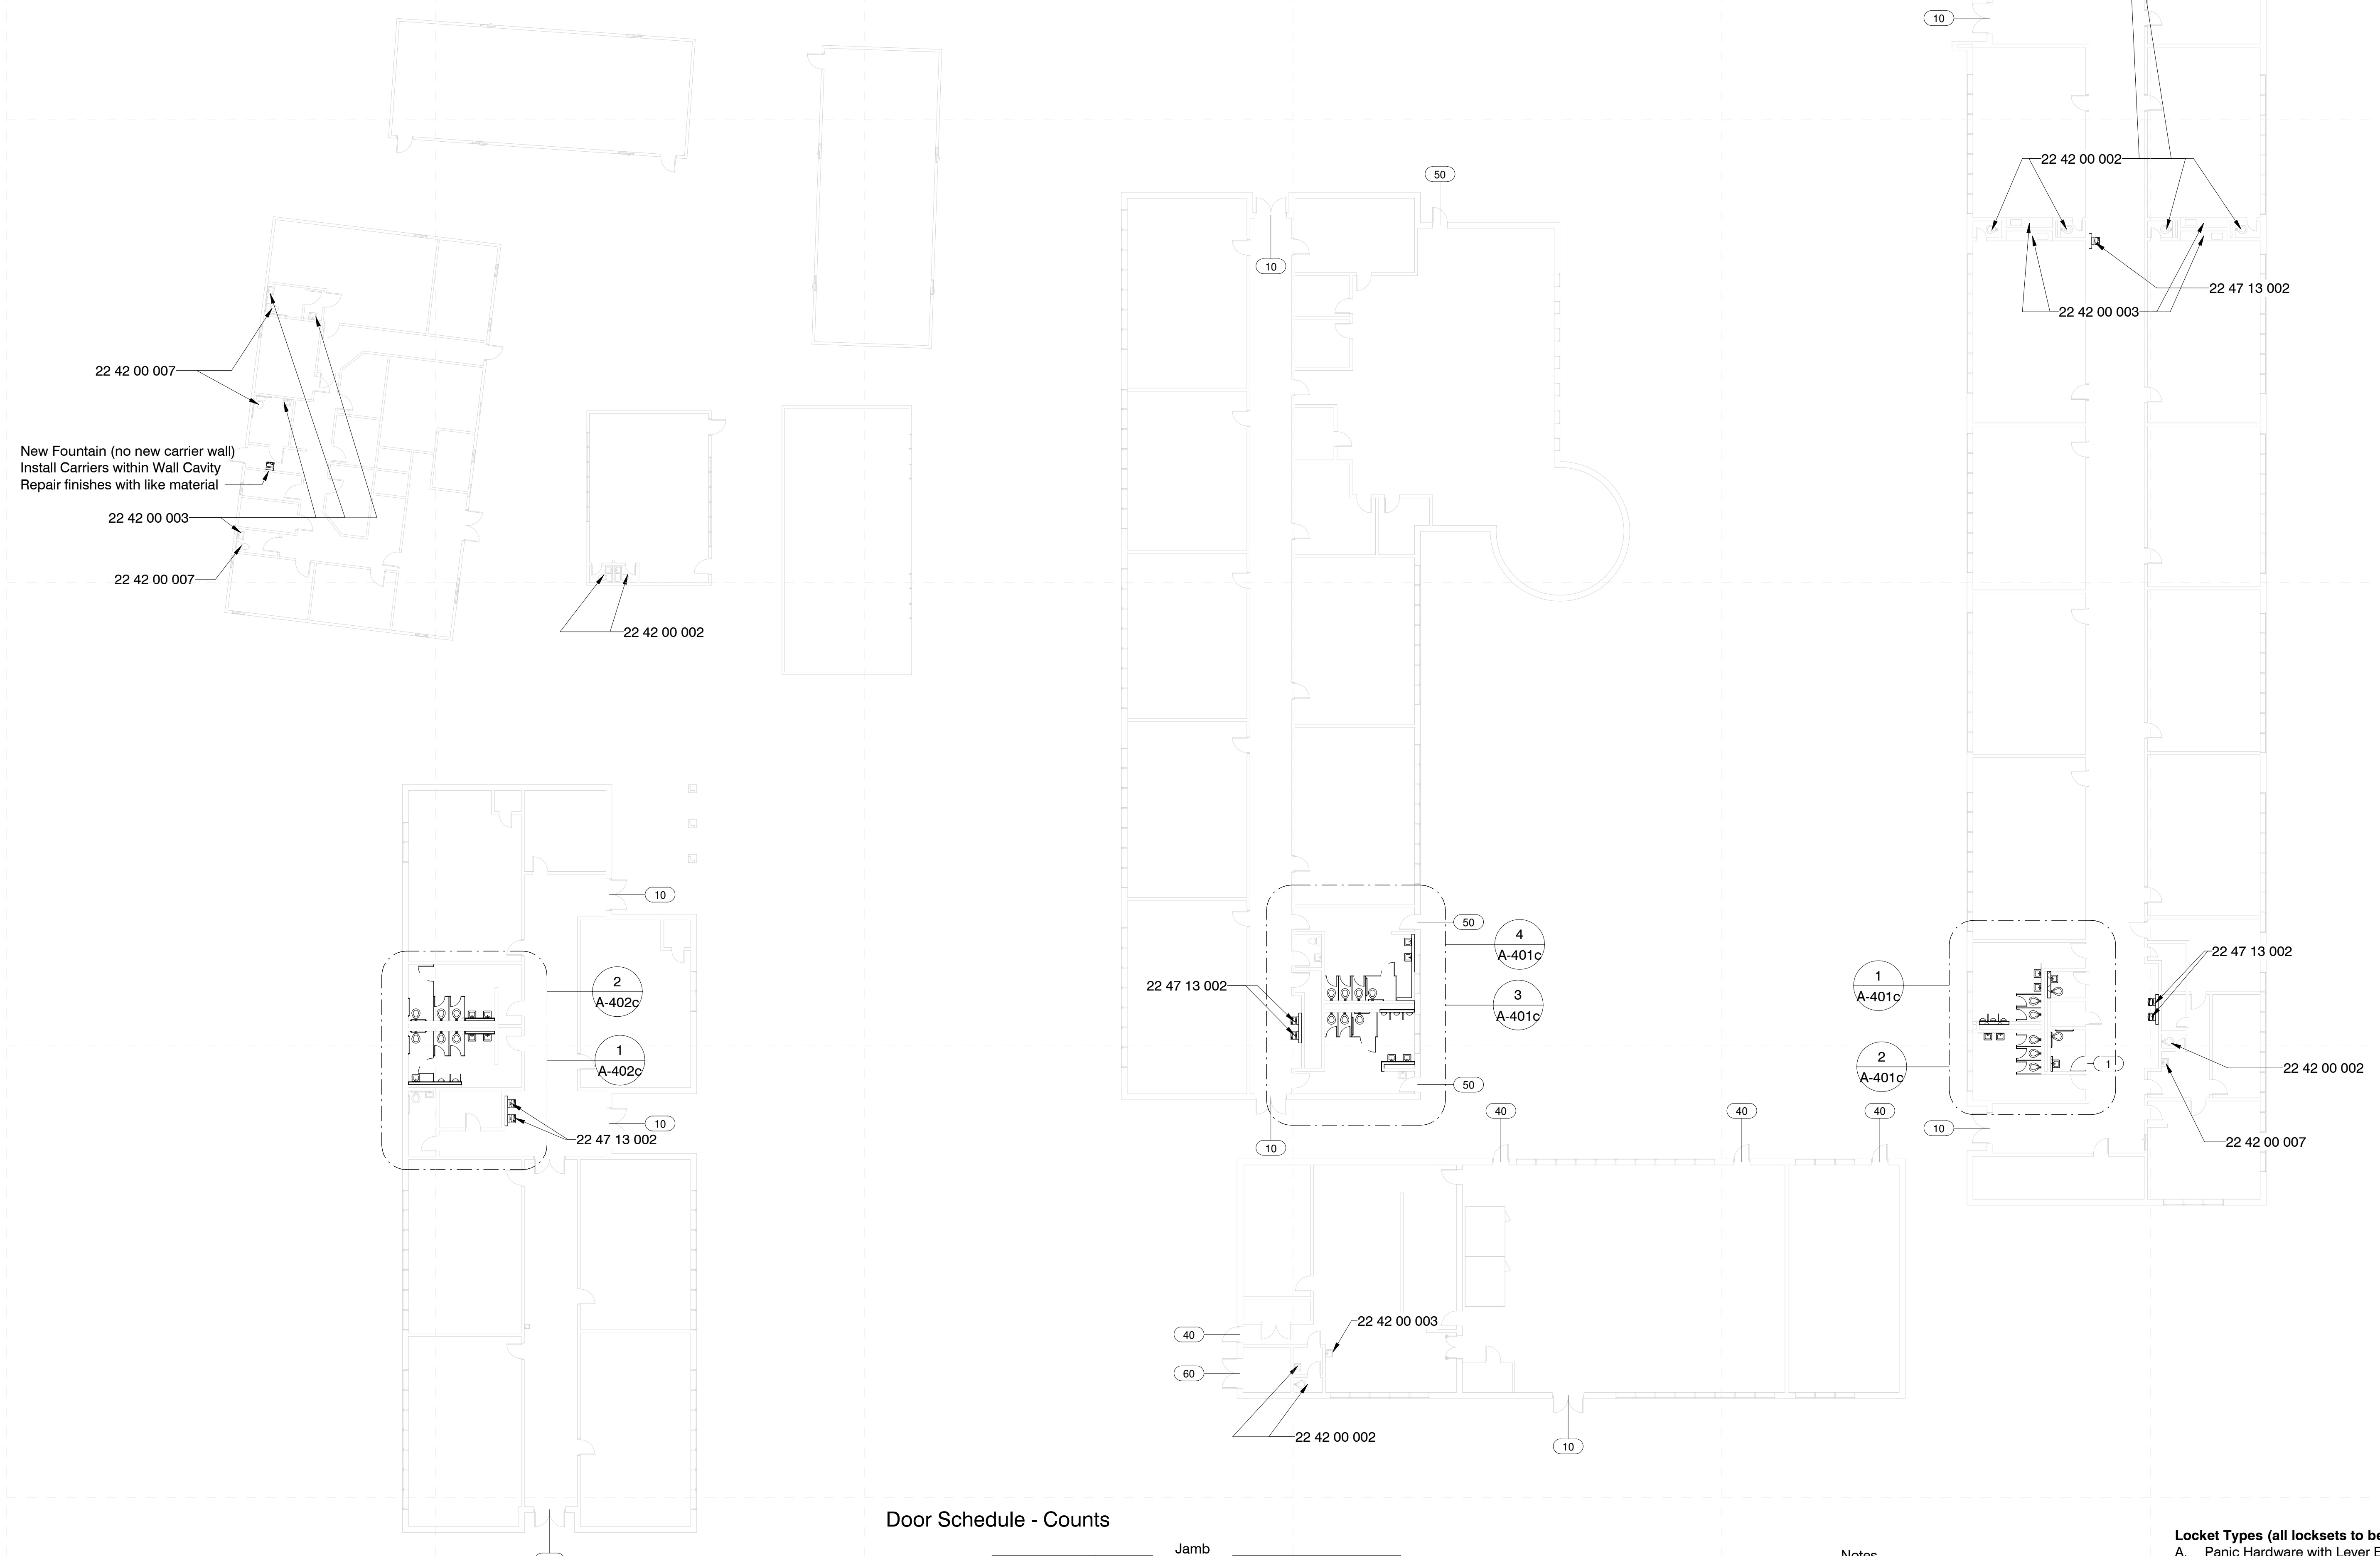 10
22 42 00 002
50
10
22 47 13 002
22 42 00 003
22 42 00 007
New Fountain (no new carrier wall)
Install Carriers within Wall Cavity
Repair finishes with like material
22 42 00 003
22 42 00 007
22 42 00 002
10
50
4
A-401c
22 47 13 002
2
A-402c
22 47 13 002
3
A-401c
1
A-401c
1
A-402c
2
A-401c
1
22 42 00 002
50
10
22 47 13 002
40
40
40
10
22 42 00 007
10
22 42 00 003
40
60
22 42 00 002
10
Door Schedule - Counts
Jamb
Notes
Locket Types (all locksets to be
A. Panic Hardware with Lever